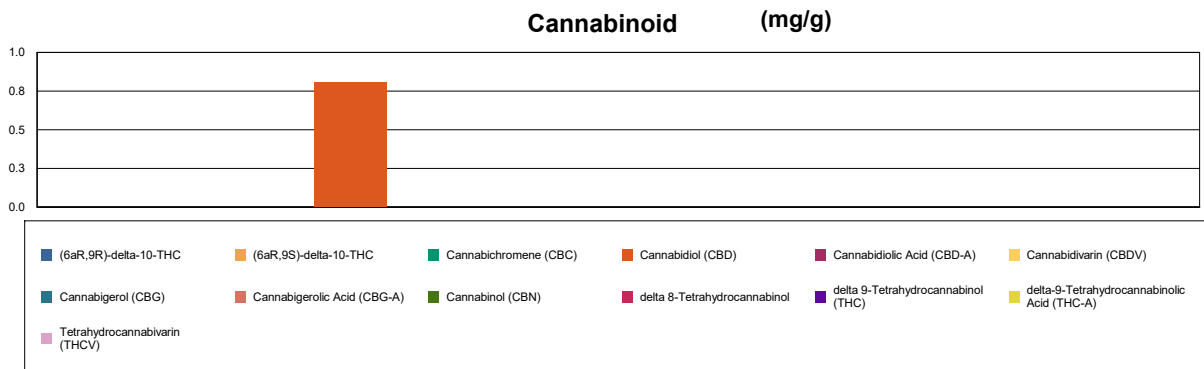 Cannabinoid (mg/g)
1.0
0.8
0.5
0.3
0.0
(6aR,9R)-delta-10-THC (6aR,9S)-delta-10-THC Cannabichromene (CBC) Cannabidiol (CBD) Cannabidiolic Acid (CBD-A) Cannabidivarin (CBDV)
Cannabigerol (CBG) Cannabigerolic Acid (CBG-A) Cannabinol (CBN) delta 8-Tetrahydrocannabinol delta 9-Tetrahydrocannabinol
(THC) delta-9-Tetrahydrocannabinolic
Acid (THC-A)
Tetrahydrocannabivarin
(THCV)